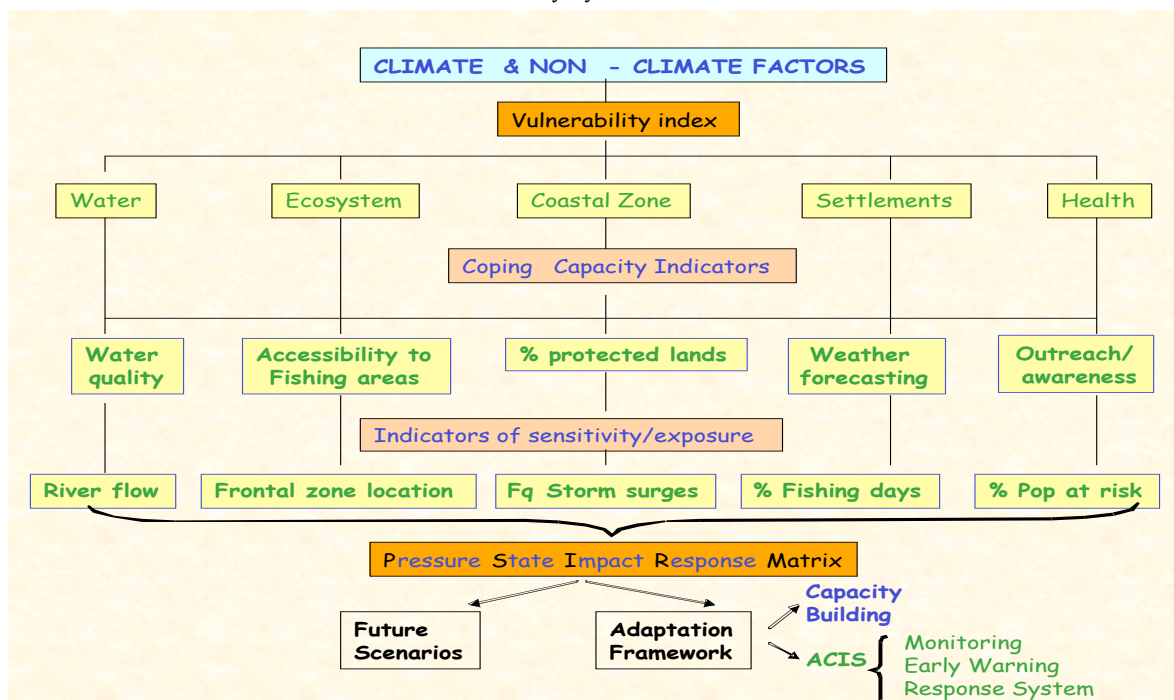 CLIMATE & NON - CLIMATE FACTORS
Vulnerability index
Water
Ecosystem
Coastal Zone
Settlements
Health
Coping Capacity Indicators
Water
quality
Accessibility to
Fishing areas
% protected lands
Weather
forecasting
Outreach/
awareness
Indicators of sensitivity/exposure
River flow
Frontal zone location
Fq Storm surges
% Fishing days
% Pop at risk
Pressure State Impact Response Matrix
Future
Scenarios
Adaptation
Framework
Capacity
Building
ACIS
Monitoring
Early Warning
Response System